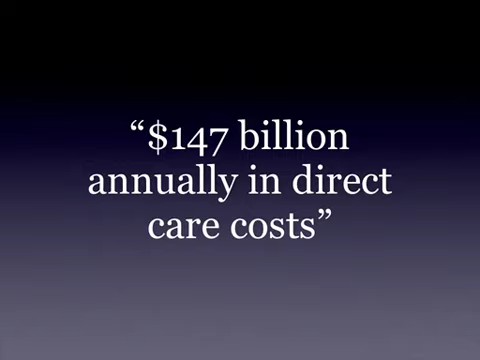 “$147 billion
annually in direct
care costs”